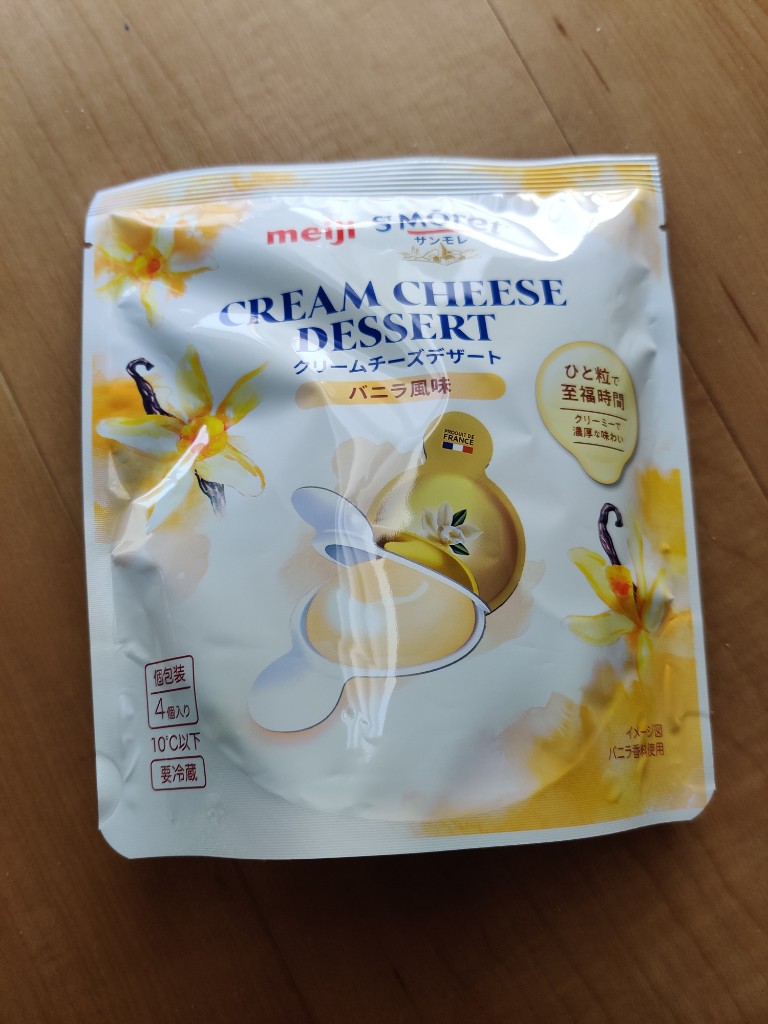 meiji
St Môret
サンモレ
CREAM CHEESE
DESSERT
クリームチーズデザート
バニラ風味
ひと粒で
至福時間
クリーミーで
濃厚な味わい
PRODUIT DE
FRANCE
個包装
4個入り
10℃以下
要冷蔵
イメージ図
バニラ香料使用